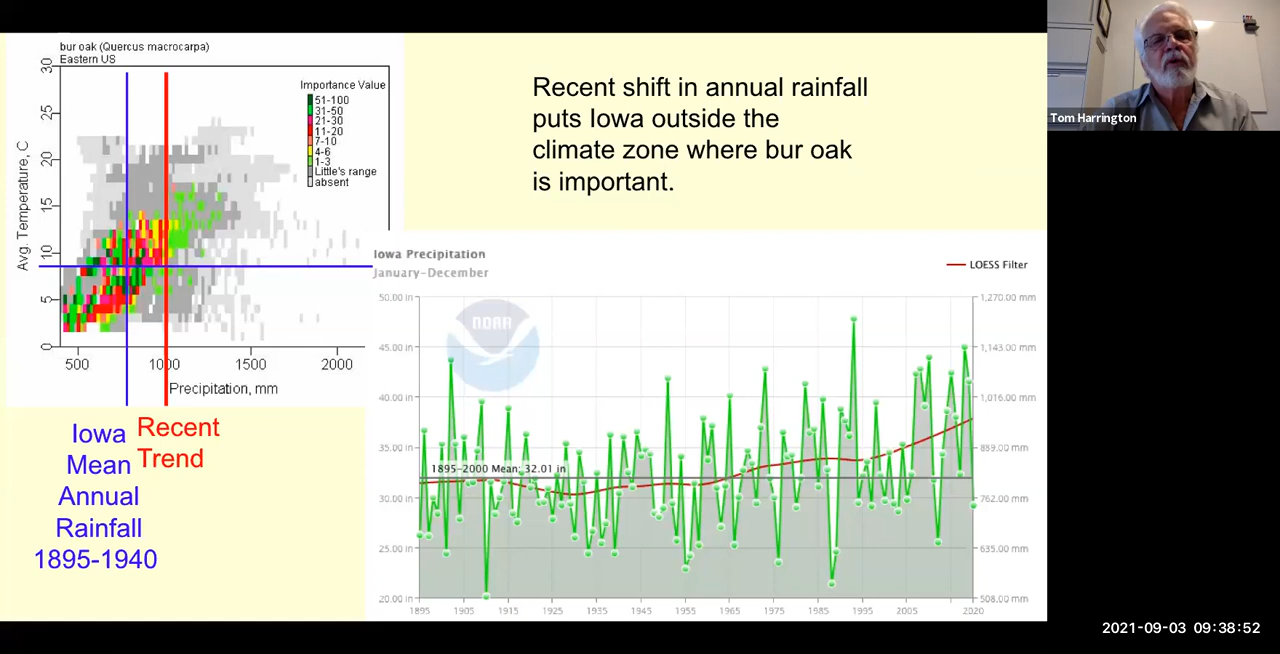 bur oak (Quercus macrocarpa)
Eastern US
30
25
20
15
10
5
0
Avg. Temperature, C
Importance Value
51-100
31-50
21-30
11-20
7-10
4-6
1-3
Little's range
absent
500
1000
1500
2000
Precipitation, mm
Iowa
Mean
Annual
Rainfall
1895-1940
Recent
Trend
Recent shift in annual rainfall
puts Iowa outside the
climate zone where bur oak
is important.
Iowa Precipitation
January-December
LOESS Filter
NOAA
50.00 in
45.00 in
40.00 in
35.00 in
30.00 in
25.00 in
20.00 in
1895-2000 Mean: 32.01 in
1,270.00 mm
1,143.00 mm
1,016.00 mm
889.00 mm
762.00 mm
635.00 mm
508.00 mm
1895
1905
1915
1925
1935
1945
1955
1965
1975
1985
1995
2005
2020
Tom Harrington
2021-09-03 09:38:52